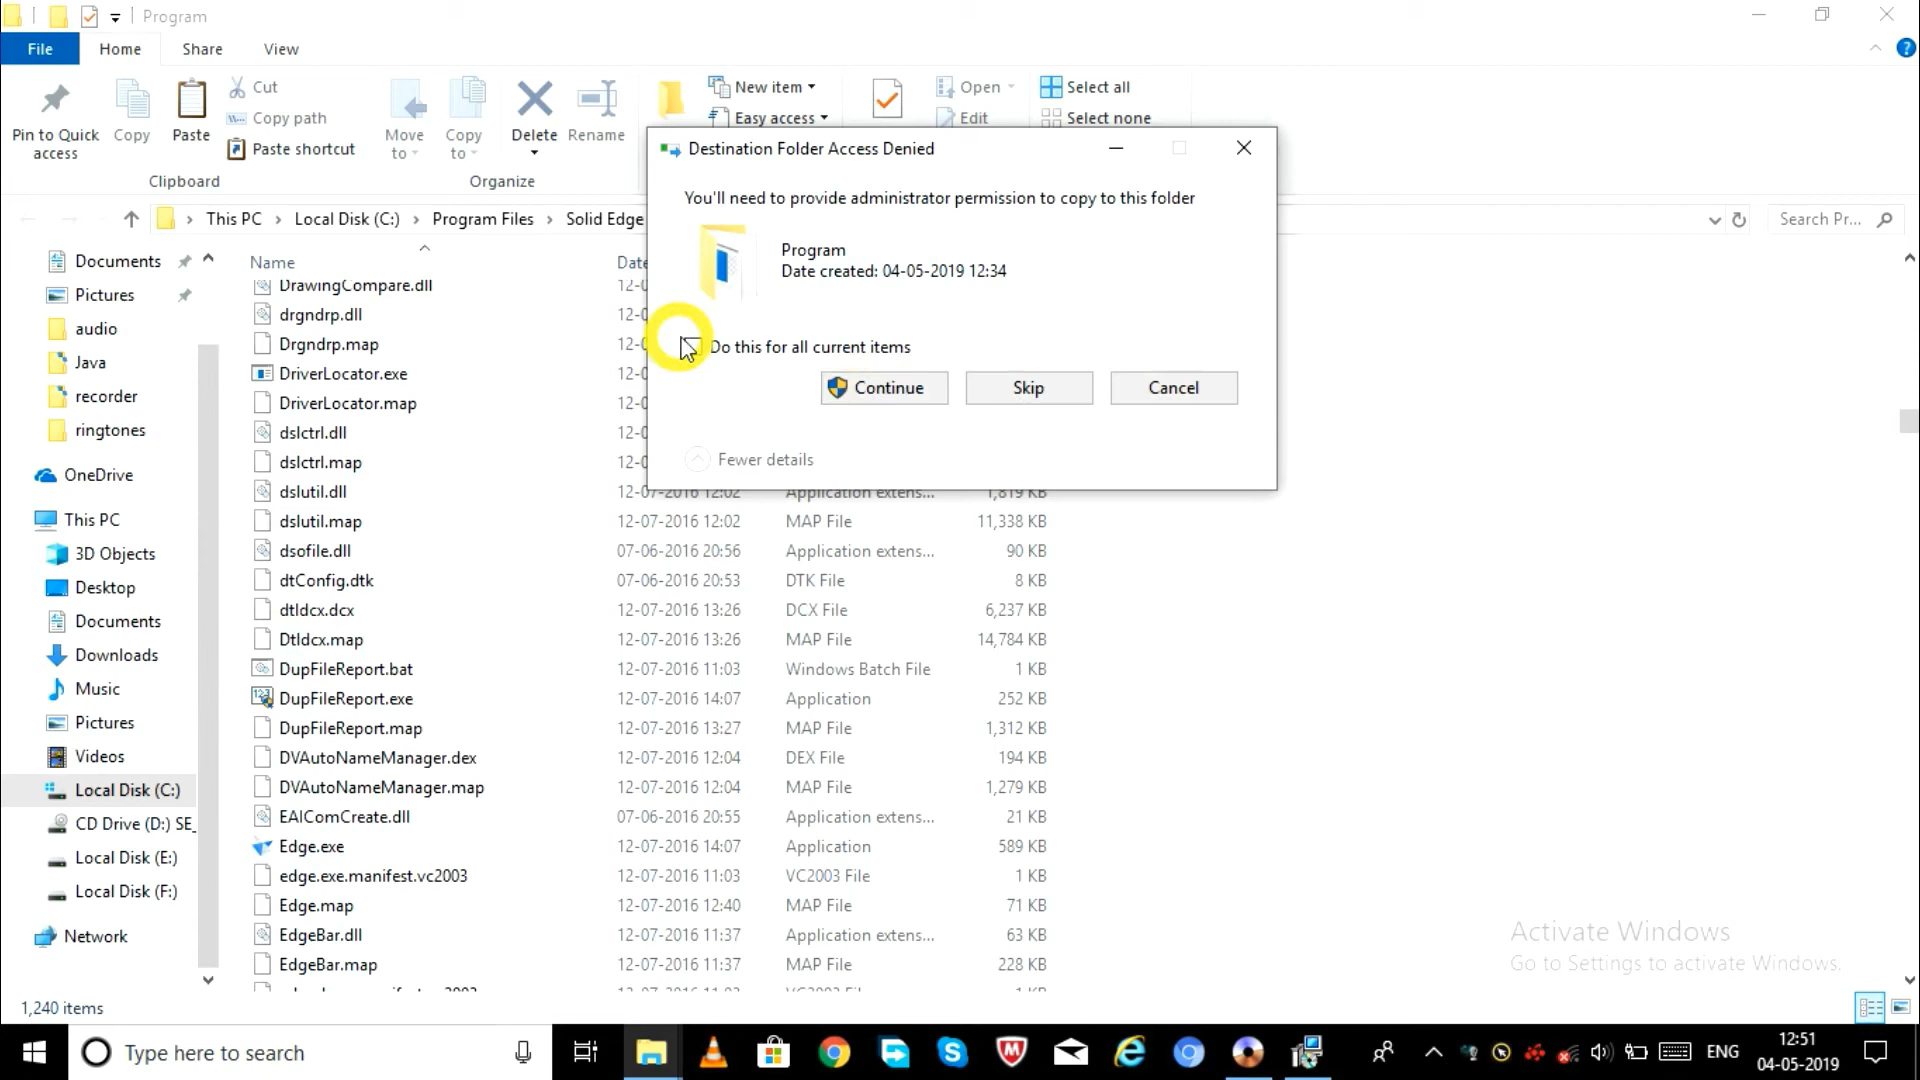 Program
File Home Share View
Pin to Quick access
Copy
Paste
Cut
Copy path
Paste shortcut
Clipboard
Move to
Copy to
Delete
Rename
Organize
New item
Easy access
Open
Edit
Select all
Select none
This PC Local Disk (C:) Program Files Solid Edge
Search Pr...
Documents
Pictures
audio
Java
recorder
ringtones
OneDrive
This PC
3D Objects
Desktop
Documents
Downloads
Music
Pictures
Videos
Local Disk (C:)
CD Drive (D:) SE_
Local Disk (E:)
Local Disk (F:)
Network
Name Date
DrawingCompare.dll 12-0
drgndrp.dll 12-0
Drgndrp.map 12-0
DriverLocator.exe 12-0
DriverLocator.map 12-0
dslctrl.dll 12-0
dslctrl.map 12-0
dslutil.dll 12-07-2016 12:02 Application extens... 1,819 KB
dslutil.map 12-07-2016 12:02 MAP File 11,338 KB
dsofile.dll 07-06-2016 20:56 Application extens... 90 KB
dtConfig.dtk 07-06-2016 20:53 DTK File 8 KB
dtldcx.dcx 12-07-2016 13:26 DCX File 6,237 KB
Dtldcx.map 12-07-2016 13:26 MAP File 14,784 KB
DupFileReport.bat 12-07-2016 11:03 Windows Batch File 1 KB
DupFileReport.exe 12-07-2016 14:07 Application 252 KB
DupFileReport.map 12-07-2016 13:27 MAP File 1,312 KB
DVAutoNameManager.dex 12-07-2016 12:04 DEX File 194 KB
DVAutoNameManager.map 12-07-2016 12:04 MAP File 1,279 KB
EAIComCreate.dll 07-06-2016 20:55 Application extens... 21 KB
Edge.exe 12-07-2016 14:07 Application 589 KB
edge.exe.manifest.vc2003 12-07-2016 11:03 VC2003 File 1 KB
Edge.map 12-07-2016 12:40 MAP File 71 KB
EdgeBar.dll 12-07-2016 11:37 Application extens... 63 KB
EdgeBar.map 12-07-2016 11:37 MAP File 228 KB
Destination Folder Access Denied
You'll need to provide administrator permission to copy to this folder
Program
Date created: 04-05-2019 12:34
Do this for all current items
Continue Skip Cancel
Fewer details
Activate Windows
Go to Settings to activate Windows.
1,240 items
Type here to search
ENG
12:51
04-05-2019